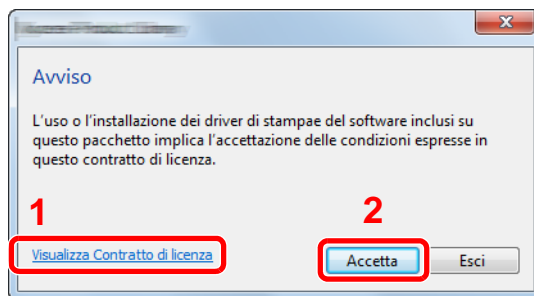 Avviso
L'uso o l'installazione dei driver di stampae del software inclusi su
questo pacchetto implica l'accettazione delle condizioni espresse in
questo contratto di licenza.
1
2
Visualizza Contratto di licenza
Accetta
Esci